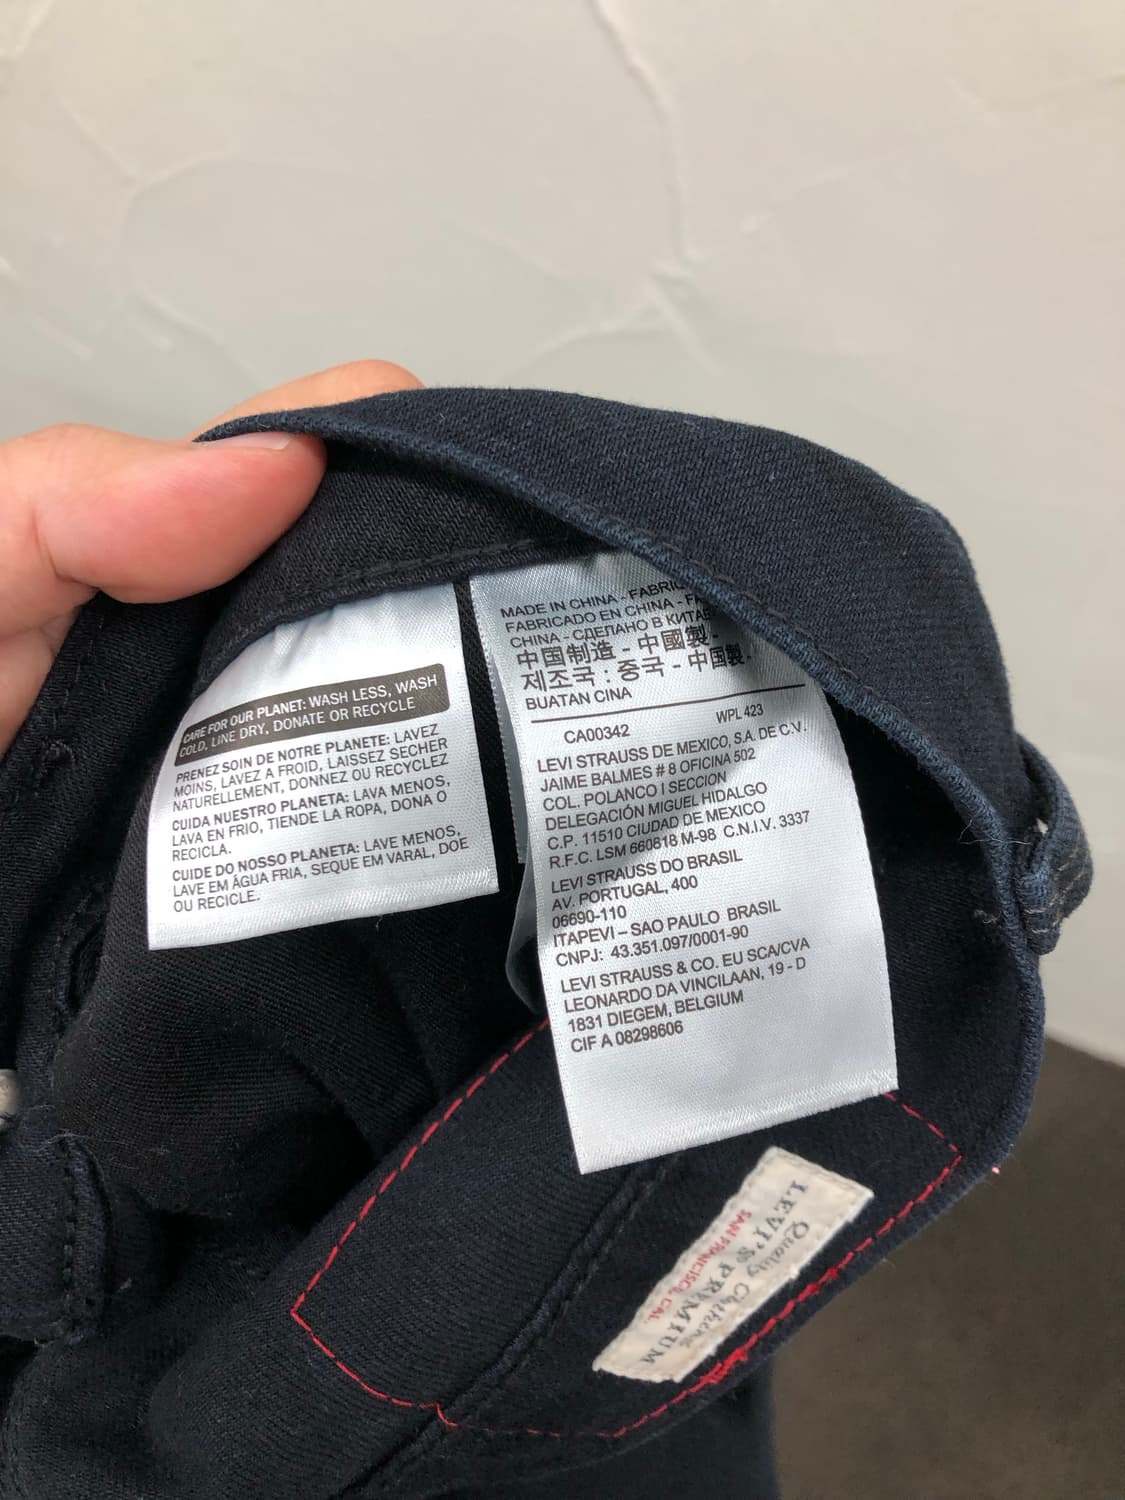 CARE FOR OUR PLANET: WASH LESS, WASH
COLD, LINE DRY, DONATE OR RECYCLE
PRENEZ SOIN DE NOTRE PLANETE: LAVEZ
MOINS, LAVEZ A FROID, LAISSEZ SECHER
NATURELLEMENT, DONNEZ OU RECYCLEZ
CUIDA NUESTRO PLANETA: LAVA MENOS,
LAVA EN FRIO, TIENDE LA ROPA, DONA O
RECICLA.
CUIDE DO NOSSO PLANETA: LAVE MENOS,
LAVE EM ÁGUA FRIA, SEQUE EM VARAL, DOE
OU RECICLE.
MADE IN CHINA - FABRI
FABRICADO EN CHINA -
CHINA - СДЕЛАНО В КИТАЕ
中国制造 - 中國製 -
제조국 : 중국 - 中国製 -
BUATAN CINA
CA00342 WPL 423
LEVI STRAUSS DE MEXICO, S.A. DE C.V.
JAIME BALMES # 8 OFICINA 502
COL. POLANCO I SECCION
DELEGACIÓN MIGUEL HIDALGO
C.P. 11510 CIUDAD DE MEXICO
R.F.C. LSM 660818 M-98 C.N.I.V. 3337
LEVI STRAUSS DO BRASIL
AV. PORTUGAL, 400
06690-110
ITAPEVI – SAO PAULO BRASIL
CNPJ: 43.351.097/0001-90
LEVI STRAUSS & CO. EU SCA/CVA
LEONARDO DA VINCILAAN, 19 - D
1831 DIEGEM, BELGIUM
CIF A 08298606
LEVI'S PREMIUM
Quality Clothing
SAN FRANCISCO, CAL.